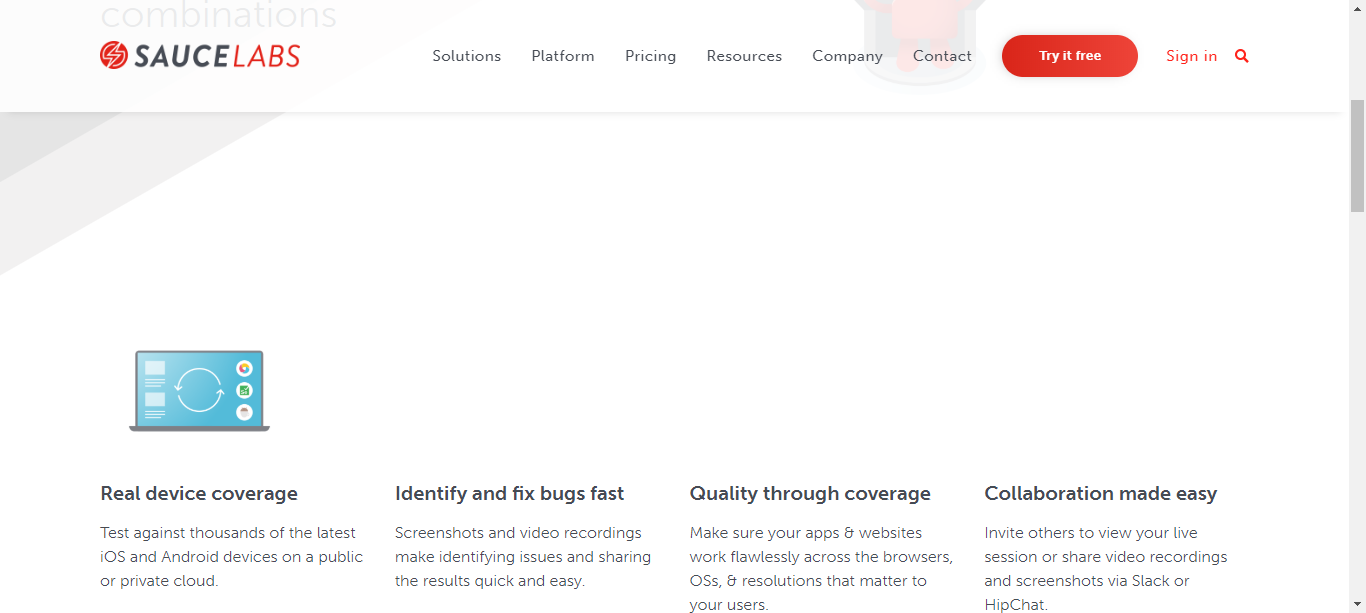 combinations
SAUCELABS
Solutions
Platform
Pricing
Resources
Company
Contact
Try it free
Sign in
Real device coverage
Test against thousands of the latest
iOS and Android devices on a public
or private cloud.
Identify and fix bugs fast
Screenshots and video recordings
make identifying issues and sharing
the results quick and easy.
Quality through coverage
Make sure your apps & websites
work flawlessly across the browsers,
OSs, & resolutions that matter to
your users.
Collaboration made easy
Invite others to view your live
session or share video recordings
and screenshots via Slack or
HipChat.